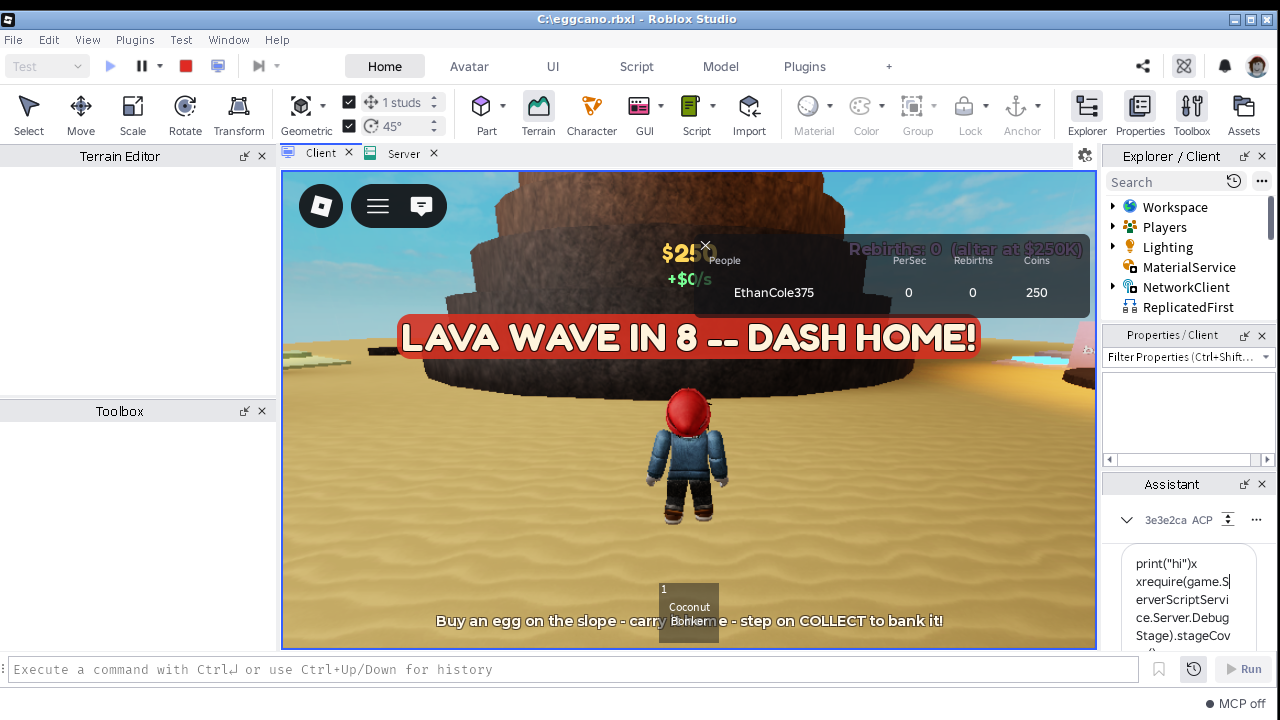 C:\eggcano.rbxl - Roblox Studio
File Edit View Plugins Test Window Help
Test
Home Avatar UI Script Model Plugins +
1 studs
45°
Select Move Scale Rotate Transform Geometric Part Terrain Character GUI Script Import Material Color Group Lock Anchor Explorer Properties Toolbox Assets
Terrain Editor
Toolbox
Client
Server
$250
+$0/s
Rebirths: 0 (altar at $250K)
People PerSec Rebirths Coins
EthanCole375 0 0 250
LAVA WAVE IN 8 -- DASH HOME!
1
Coconut
Bonker
Buy an egg on the slope - carry it home - step on COLLECT to bank it!
Explorer / Client
Search
Workspace
Players
Lighting
MaterialService
NetworkClient
ReplicatedFirst
Properties / Client
Filter Properties (Ctrl+Shift...
Assistant
3e3e2ca ACP
print("hi")x
xrequire(game.S
erverScriptServi
ce.Server.Debug
Stage).stageCov
Execute a command with Ctrl↵ or use Ctrl+Up/Down for history
Run
MCP off